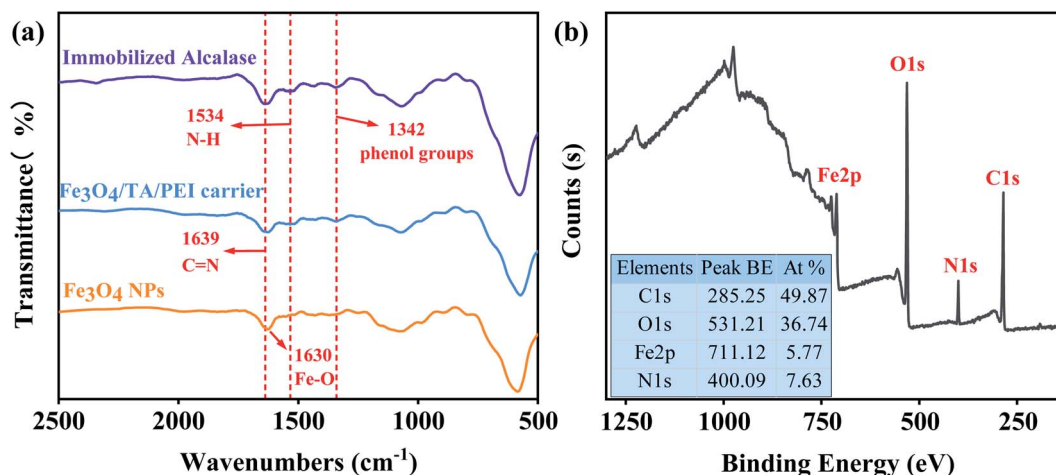 (a)
Immobilized Alcalase
1534
N-H
1342
phenol groups
Fe₃O₄/TA/PEI carrier
1639
C=N
Fe₃O₄ NPs
1630
Fe-O
Transmittance( %)
2500 2000 1500 1000 500
Wavenumbers (cm⁻¹)
(b)
O1s
Fe2p
C1s
N1s
Elements Peak BE At %
C1s 285.25 49.87
O1s 531.21 36.74
Fe2p 711.12 5.77
N1s 400.09 7.63
Counts (s)
1250 1000 750 500 250
Binding Energy (eV)